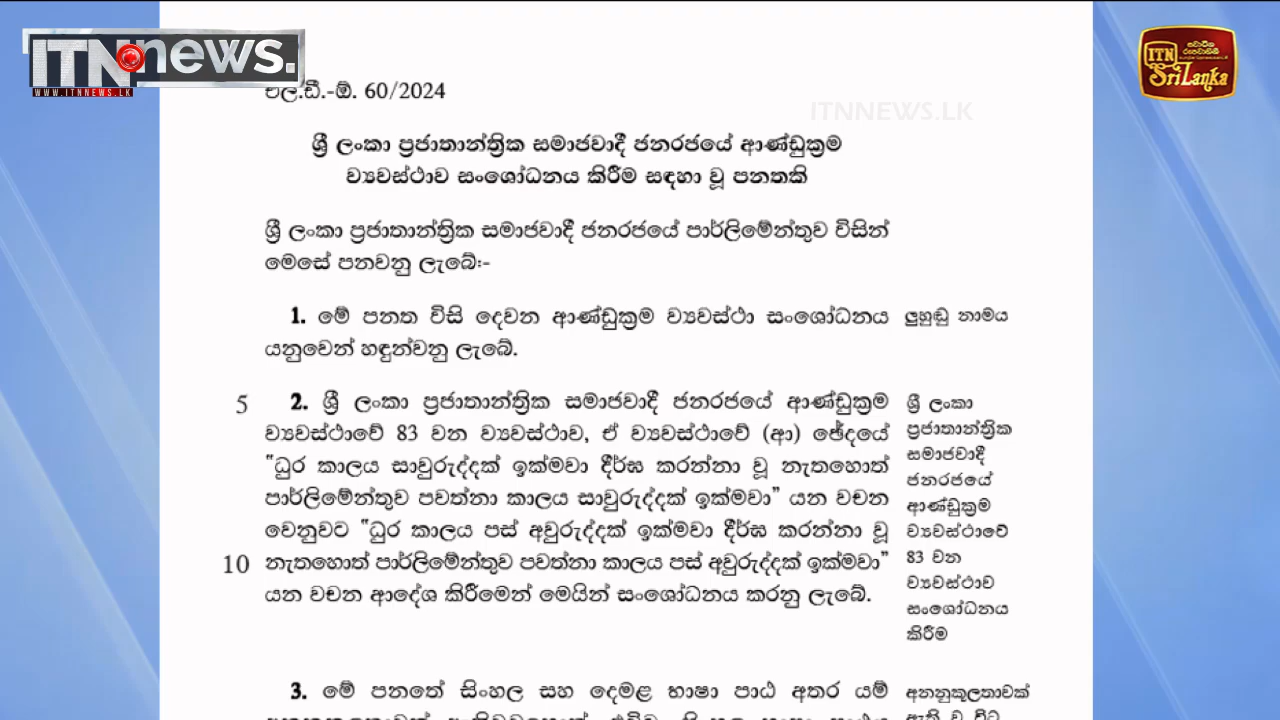 ITN news.
WWW.ITNNEWS.LK
ITN
ශ්‍රී Lanka
ITNNEWS.LK
එල්.ඩී.-ඕ. 60/2024
ශ්‍රී ලංකා ප්‍රජාතාන්ත්‍රික සමාජවාදී ජනරජයේ ආණ්ඩුක්‍රම
ව්‍යවස්ථාව සංශෝධනය කිරීම සඳහා වූ පනතකි
ශ්‍රී ලංකා ප්‍රජාතාන්ත්‍රික සමාජවාදී ජනරජයේ පාර්ලිමේන්තුව විසින්
මෙසේ පනවනු ලැබේ:-
1. මේ පනත විසි දෙවන ආණ්ඩුක්‍රම ව්‍යවස්ථා සංශෝධනය
යනුවෙන් හඳුන්වනු ලැබේ.
ලුහුඬු නාමය
5 2. ශ්‍රී ලංකා ප්‍රජාතාන්ත්‍රික සමාජවාදී ජනරජයේ ආණ්ඩුක්‍රම
ව්‍යවස්ථාවේ 83 වන ව්‍යවස්ථාව, ඒ ව්‍යවස්ථාවේ (ආ) ඡේදයේ
“ධුර කාලය සාවුරුද්දක් ඉක්මවා දීර්ඝ කරන්නා වූ නැතහොත්
පාර්ලිමේන්තුව පවත්නා කාලය සාවුරුද්දක් ඉක්මවා” යන වචන
වෙනුවට “ධුර කාලය පස් අවුරුද්දක් ඉක්මවා දීර්ඝ කරන්නා වූ
10 නැතහොත් පාර්ලිමේන්තුව පවත්නා කාලය පස් අවුරුද්දක් ඉක්මවා”
යන වචන ආදේශ කිරීමෙන් මෙයින් සංශෝධනය කරනු ලැබේ.
ශ්‍රී ලංකා
ප්‍රජාතාන්ත්‍රික
සමාජවාදී
ජනරජයේ
ආණ්ඩුක්‍රම
ව්‍යවස්ථාවේ
83 වන
ව්‍යවස්ථාව
සංශෝධනය
කිරීම
3. මේ පනතේ සිංහල සහ දෙමළ භාෂා පාඨ අතර යම්
අනනුකූලතාවක්